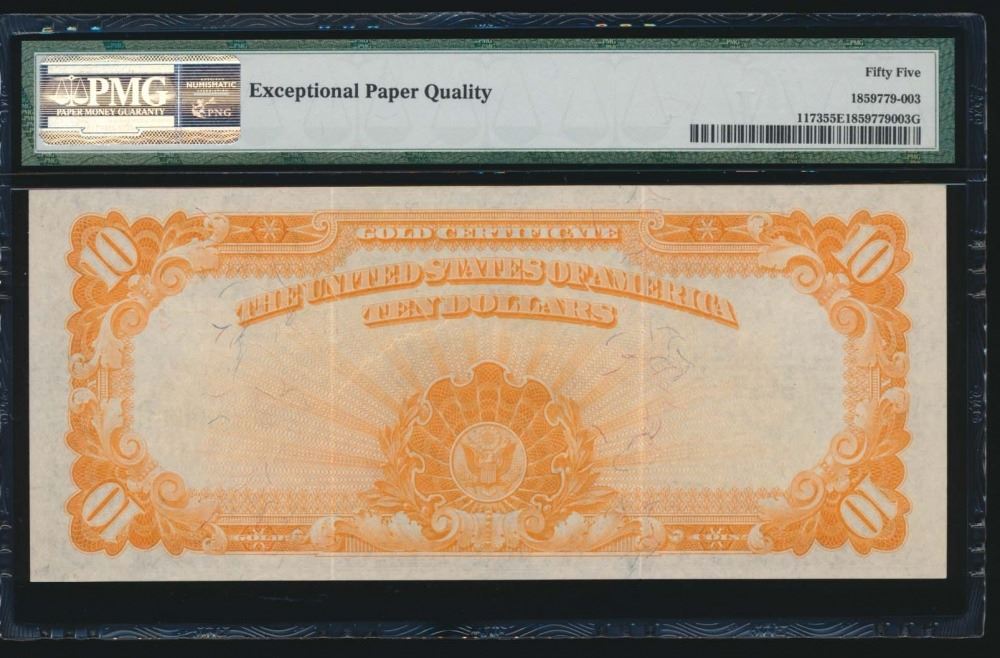 PMG
PAPER MONEY GUARANTY
NUMISMATIC
PNG
Exceptional Paper Quality
Fifty Five
1859779-003
117355E1859779003G
10
10
GOLD CERTIFICATE
THE UNITED STATES OF AMERICA
TEN DOLLARS
10
10
GOLD
COIN